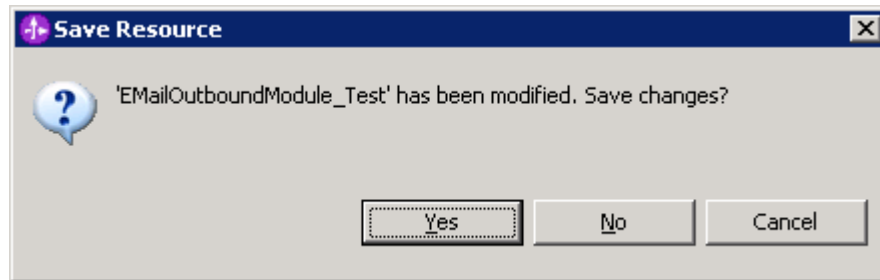 Save Resource
'EMailOutboundModule_Test' has been modified. Save changes?
Yes
No
Cancel